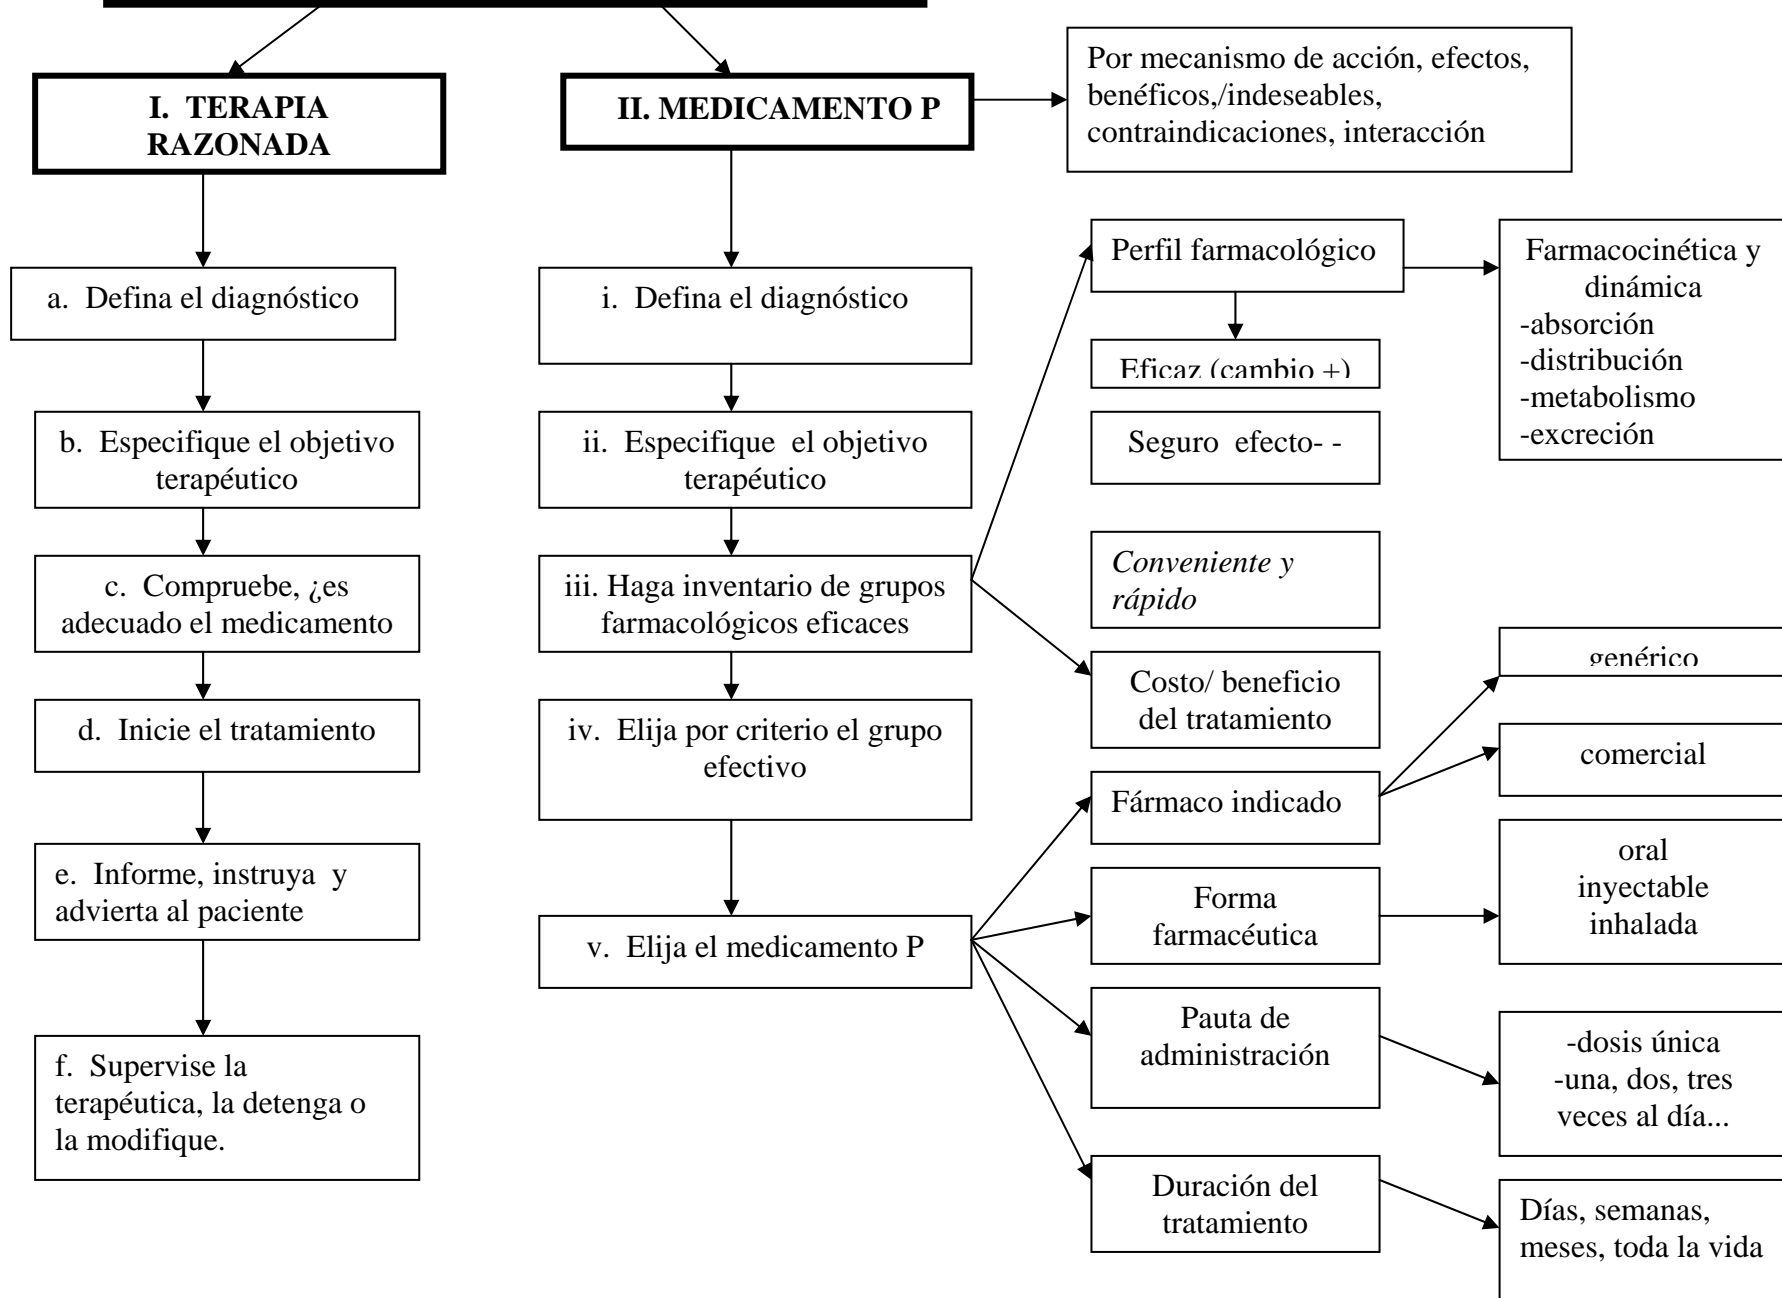 I. TERAPIA
RAZONADA
II. MEDICAMENTO P
Por mecanismo de acción, efectos,
benéficos,/indeseables,
contraindicaciones, interacción
a. Defina el diagnóstico
b. Especifique el objetivo
terapéutico
c. Compruebe, ¿es
adecuado el medicamento
d. Inicie el tratamiento
e. Informe, instruya y
advierta al paciente
f. Supervise la
terapéutica, la detenga o
la modifique.
i. Defina el diagnóstico
ii. Especifique el objetivo
terapéutico
iii. Haga inventario de grupos
farmacológicos eficaces
iv. Elija por criterio el grupo
efectivo
v. Elija el medicamento P
Perfil farmacológico
Eficaz (cambio +)
Seguro efecto- -
Conveniente y
rápido
Costo/ beneficio
del tratamiento
Fármaco indicado
Forma
farmacéutica
Pauta de
administración
Duración del
tratamiento
Farmacocinética y
dinámica
-absorción
-distribución
-metabolismo
-excreción
genérico
comercial
oral
inyectable
inhalada
-dosis única
-una, dos, tres
veces al día...
Días, semanas,
meses, toda la vida